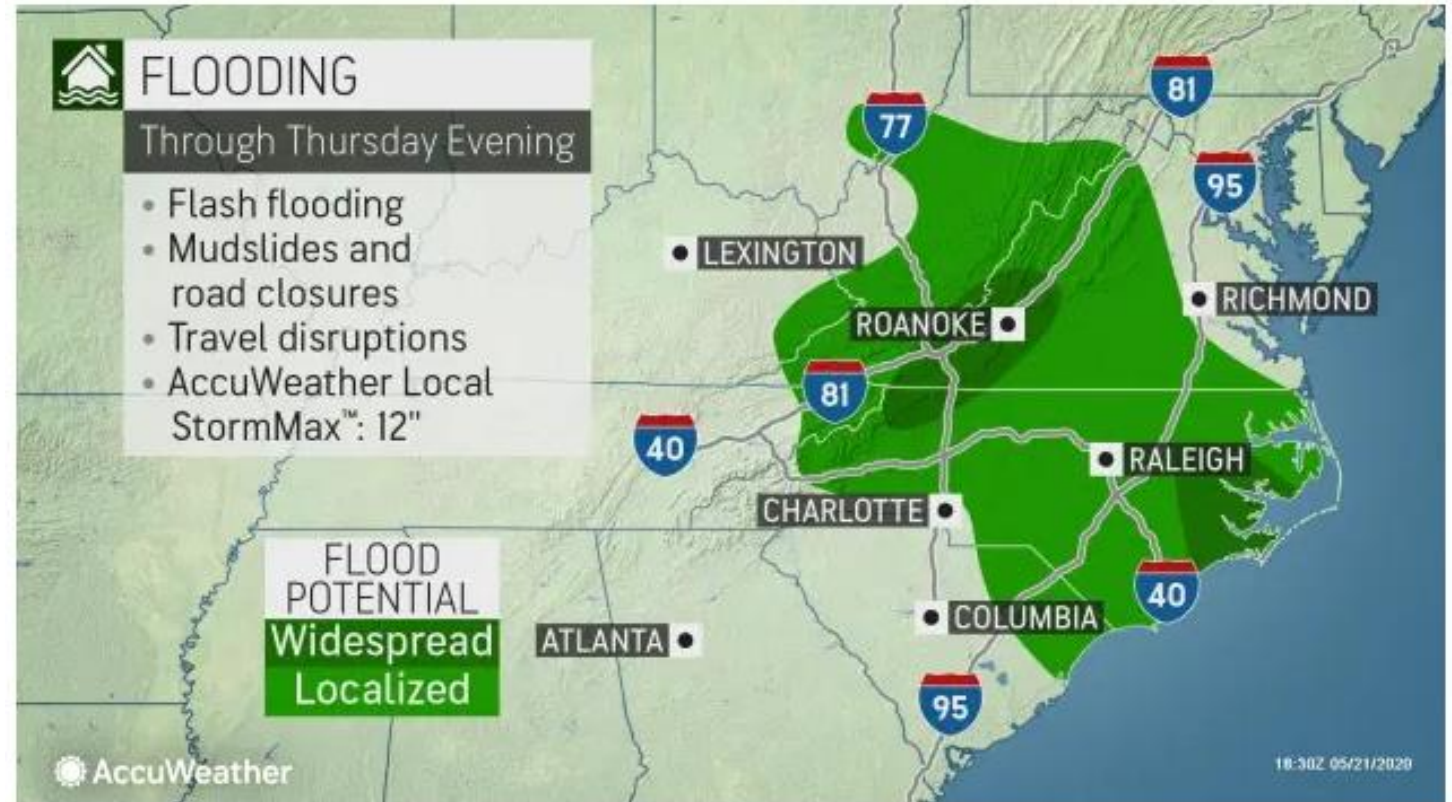 FLOODING
Through Thursday Evening
• Flash flooding
• Mudslides and
road closures
• Travel disruptions
• AccuWeather Local
StormMax™: 12"
77
81
95
LEXINGTON
ROANOKE
RICHMOND
81
40
RALEIGH
CHARLOTTE
FLOOD
POTENTIAL
Widespread
Localized
40
COLUMBIA
ATLANTA
95
AccuWeather
18:30Z 05/21/2020